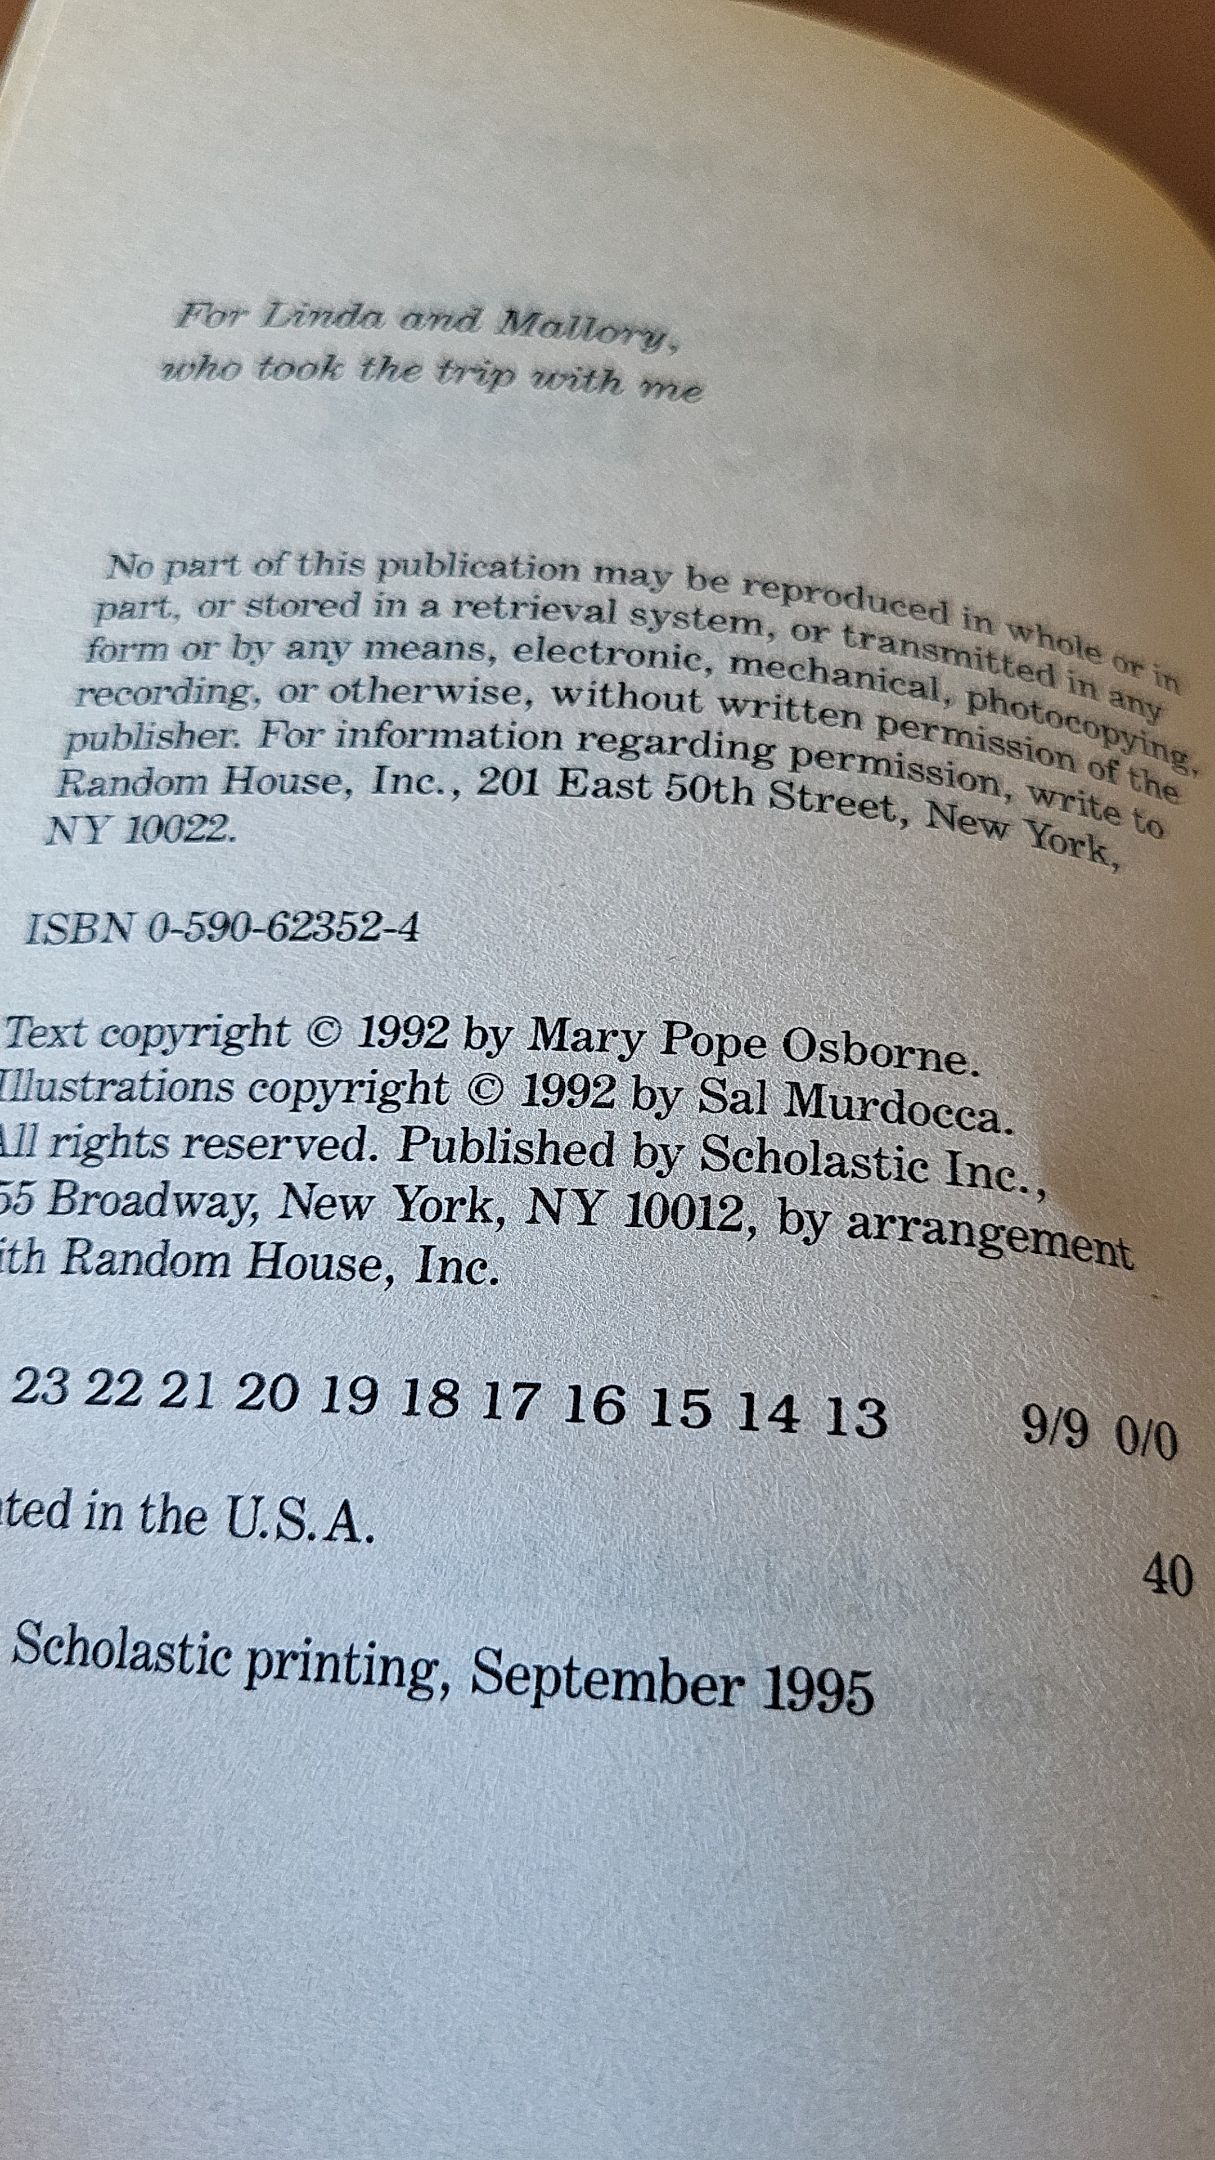 For Linda and Mallory,
who took the trip with me
No part of this publication may be reproduced in whole or in
part, or stored in a retrieval system, or transmitted in any
form or by any means, electronic, mechanical, photocopying,
recording, or otherwise, without written permission of the
publisher. For information regarding permission, write to
Random House, Inc., 201 East 50th Street, New York,
NY 10022.
ISBN 0-590-62352-4
Text copyright © 1992 by Mary Pope Osborne.
Illustrations copyright © 1992 by Sal Murdocca.
All rights reserved. Published by Scholastic Inc.,
55 Broadway, New York, NY 10012, by arrangement
ith Random House, Inc.
23 22 21 20 19 18 17 16 15 14 13 9/9 0/0
ted in the U.S.A.
40
Scholastic printing, September 1995